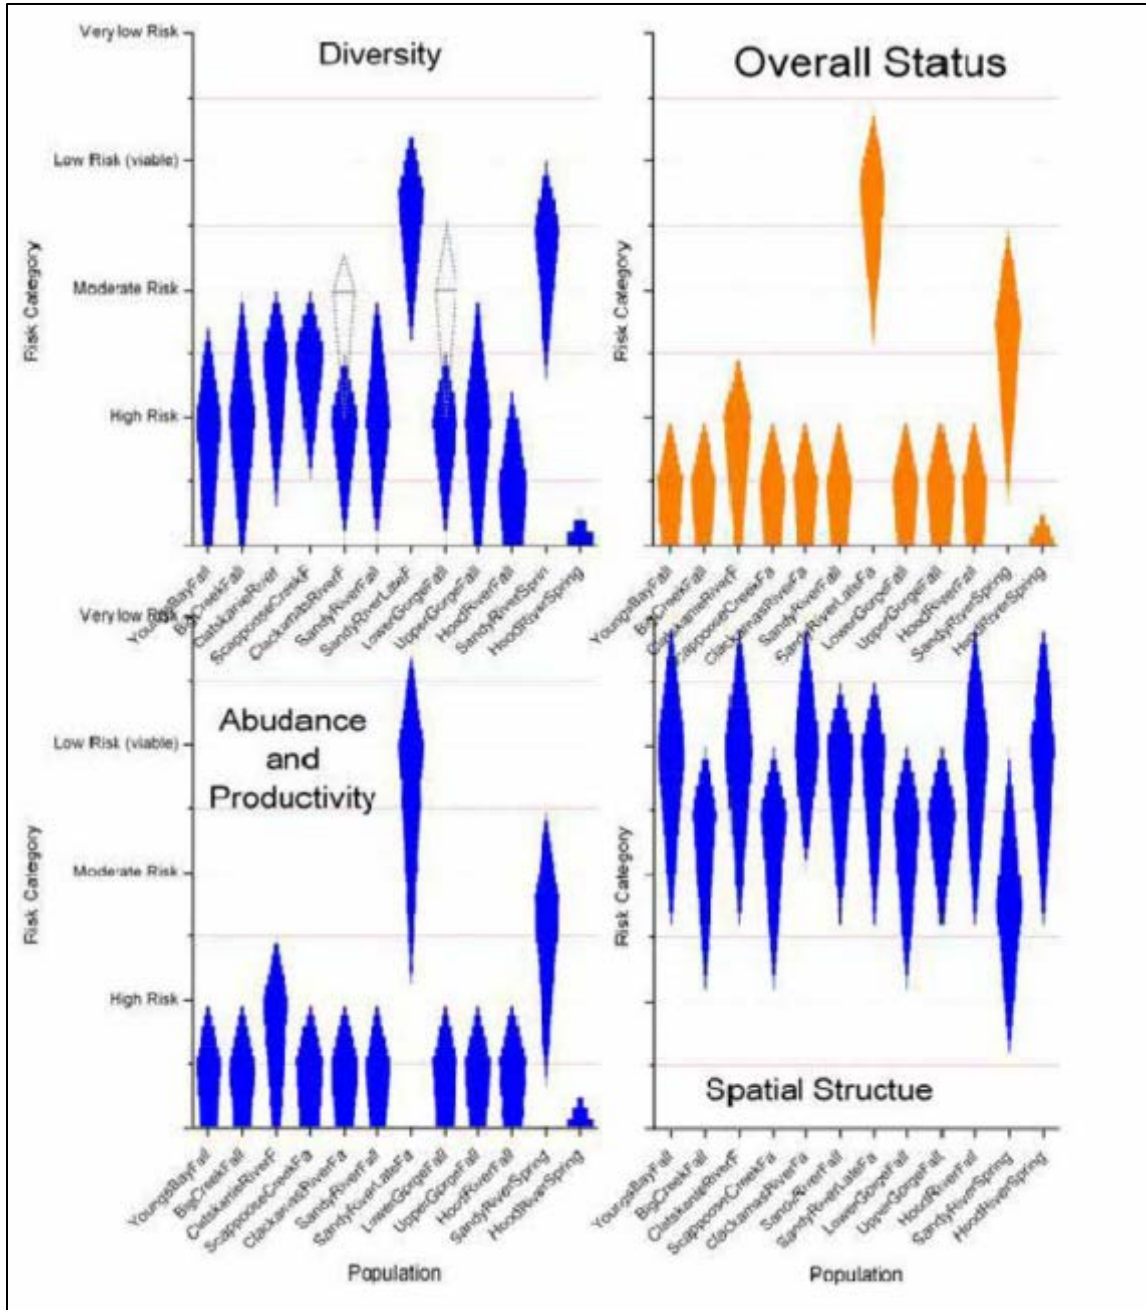 Very low Risk
Diversity
Overall Status
Low Risk (viable)
Moderate Risk
High Risk
Risk Category
Risk Category
YoungsBayFall
BigCreekFall
ClatskanieRiver
ScappooseCreekF
ClackamasRiverF
SandyRiverFall
SandyRiverLateF
LowerGorgeFall
UpperGorgeFall
HoodRiverFall
SandyRiverSprin
HoodRiverSpring
YoungsBayFall
BigCreekFall
ClatskanieRiverF
ScappooseCreekFa
ClackamasRiverFa
SandyRiverFall
SandyRiverLateFa
LowerGorgeFall
UpperGorgeFall
HoodRiverFall
SandyRiverSpring
HoodRiverSpring
Very low Risk
Abudance
and
Productivity
Low Risk (viable)
Moderate Risk
High Risk
Risk Category
Risk Category
Spatial Structue
YoungsBayFall
BigCreekFall
ClatskanieRiverF
ScappooseCreekFa
ClackamasRiverFa
SandyRiverFall
SandyRiverLateFa
LowerGorgeFall
UpperGorgeFall
HoodRiverFall
SandyRiverSpring
HoodRiverSpring
Population
YoungsBayFall
BigCreekFall
ClatskanieRiverF
ScappooseCreekFa
ClackamasRiverFa
SandyRiverFall
SandyRiverLateFa
LowerGorgeFall
UpperGorgeFall
HoodRiverFall
SandyRiverSpring
HoodRiverSpring
Population